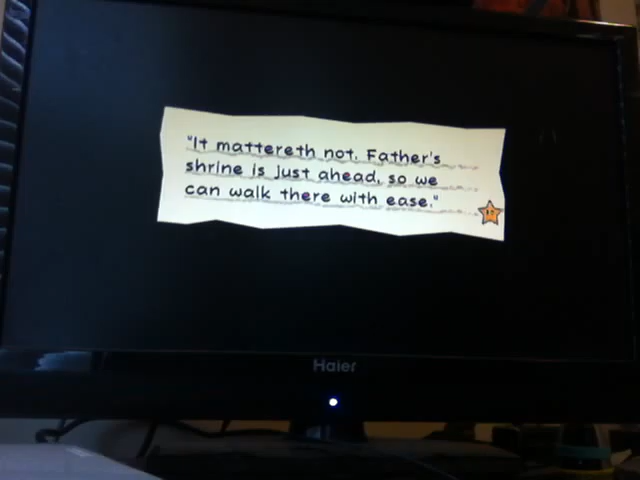 "It mattereth not. Father's
shrine is just ahead, so we
can walk there with ease."
Haier